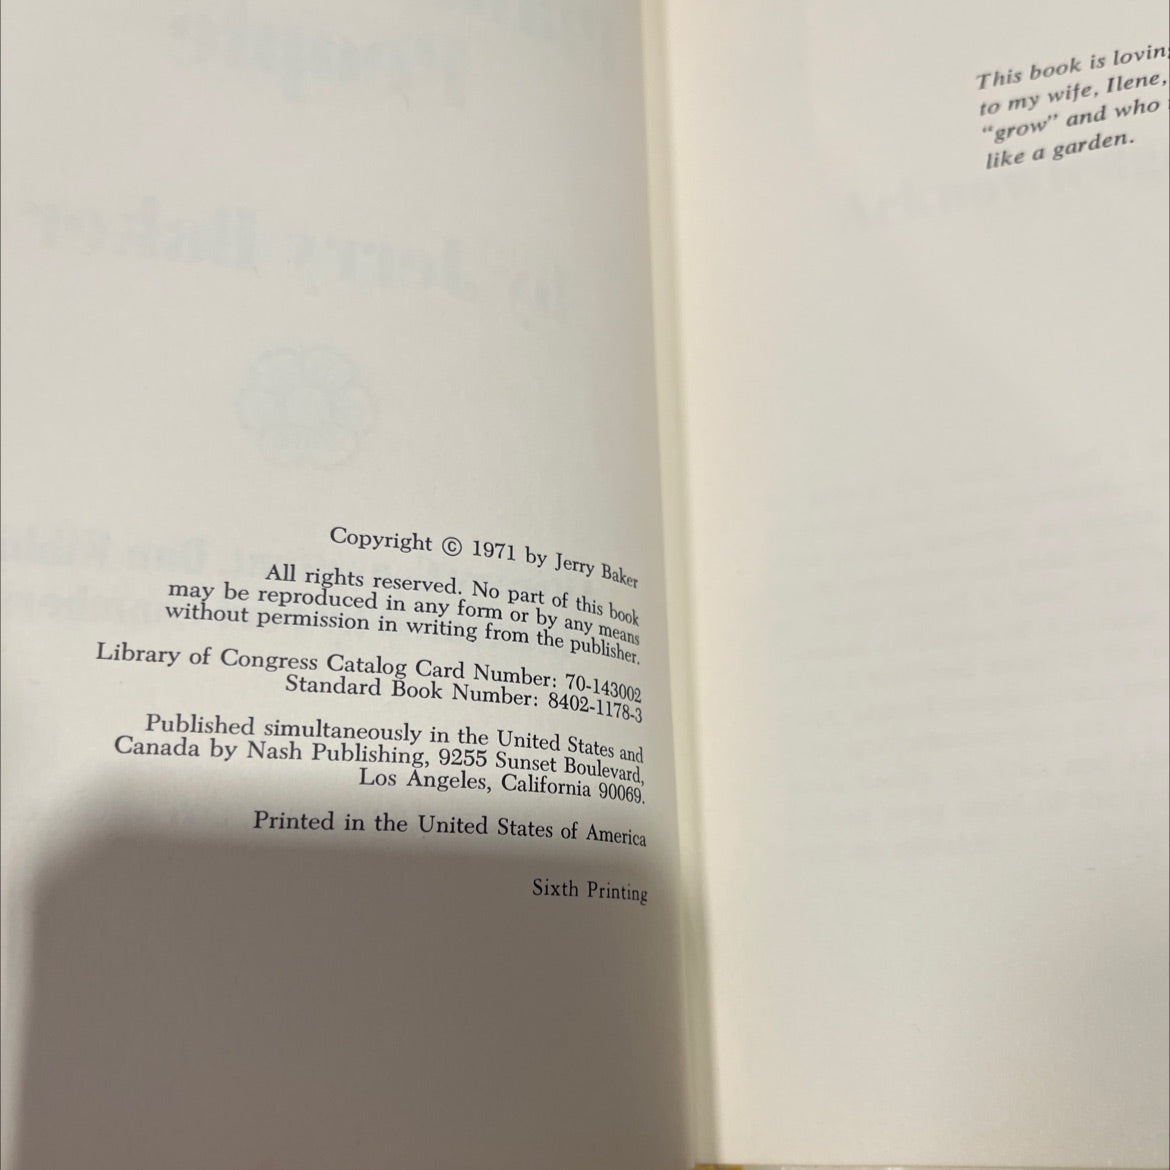 Copyright © 1971 by Jerry Baker
All rights reserved. No part of this book
may be reproduced in any form or by any means
without permission in writing from the publisher.
Library of Congress Catalog Card Number: 70-143002
Standard Book Number: 8402-1178-3
Published simultaneously in the United States and
Canada by Nash Publishing, 9255 Sunset Boulevard,
Los Angeles, California 90069.
Printed in the United States of America
Sixth Printing
This book is
to my wife, Ilene,
“grow” and who
like a garden.